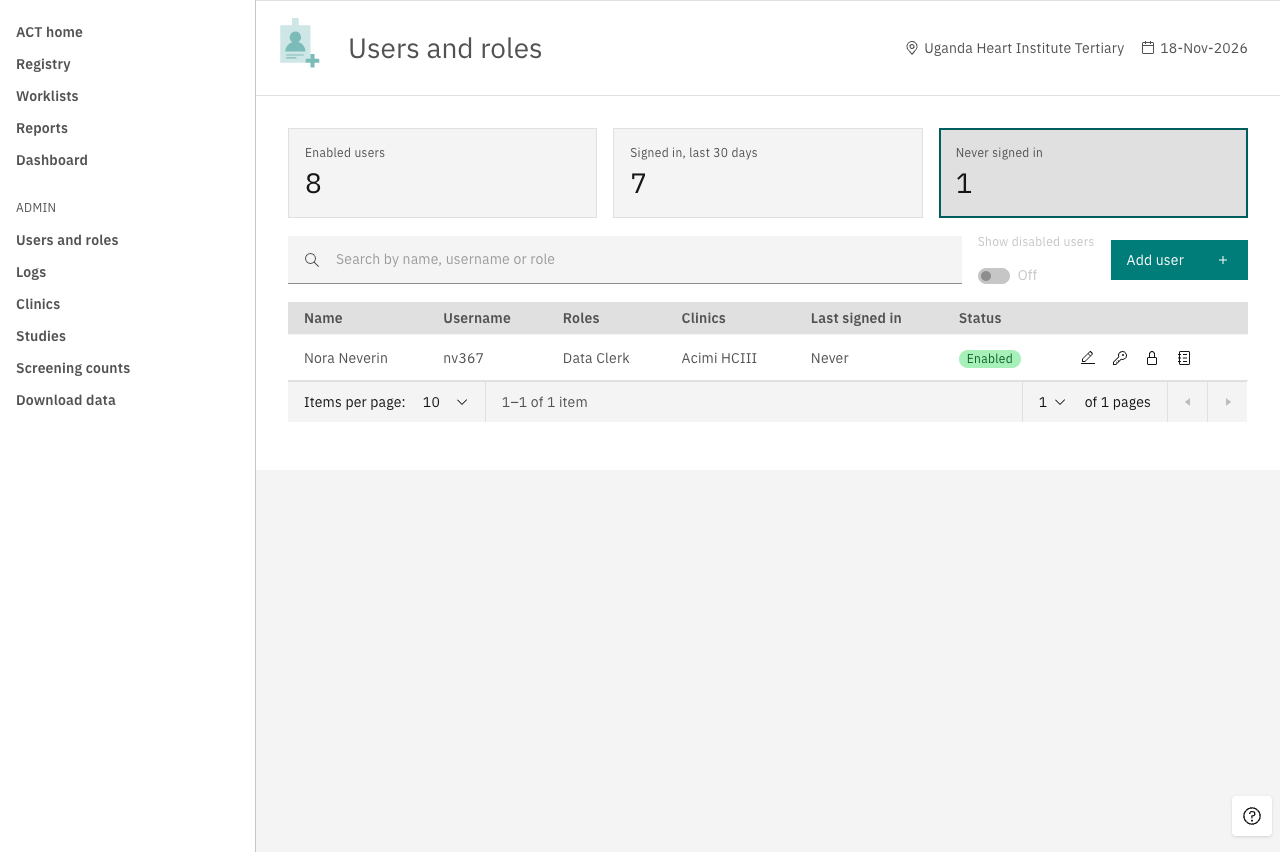 ACT home
Registry
Worklists
Reports
Dashboard
ADMIN
Users and roles
Logs
Clinics
Studies
Screening counts
Download data
Users and roles
Uganda Heart Institute Tertiary
18-Nov-2026
Enabled users
8
Signed in, last 30 days
7
Never signed in
1
Search by name, username or role
Show disabled users
Off
Add user
Name Username Roles Clinics Last signed in Status
Nora Neverin nv367 Data Clerk Acimi HCIII Never Enabled
Items per page: 10 1–1 of 1 item 1 of 1 pages